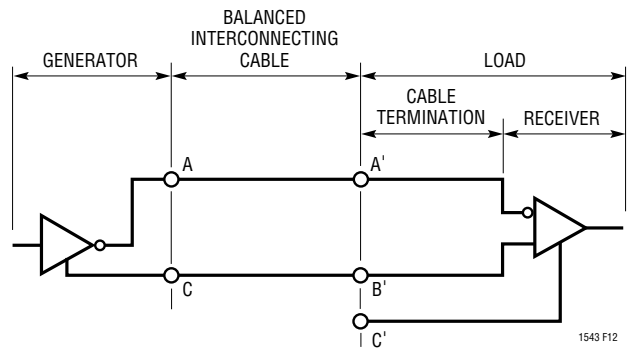 BALANCED
INTERCONNECTING
CABLE
GENERATOR
LOAD
CABLE
TERMINATION
RECEIVER
A
A'
C
B'
C'
1543 F12